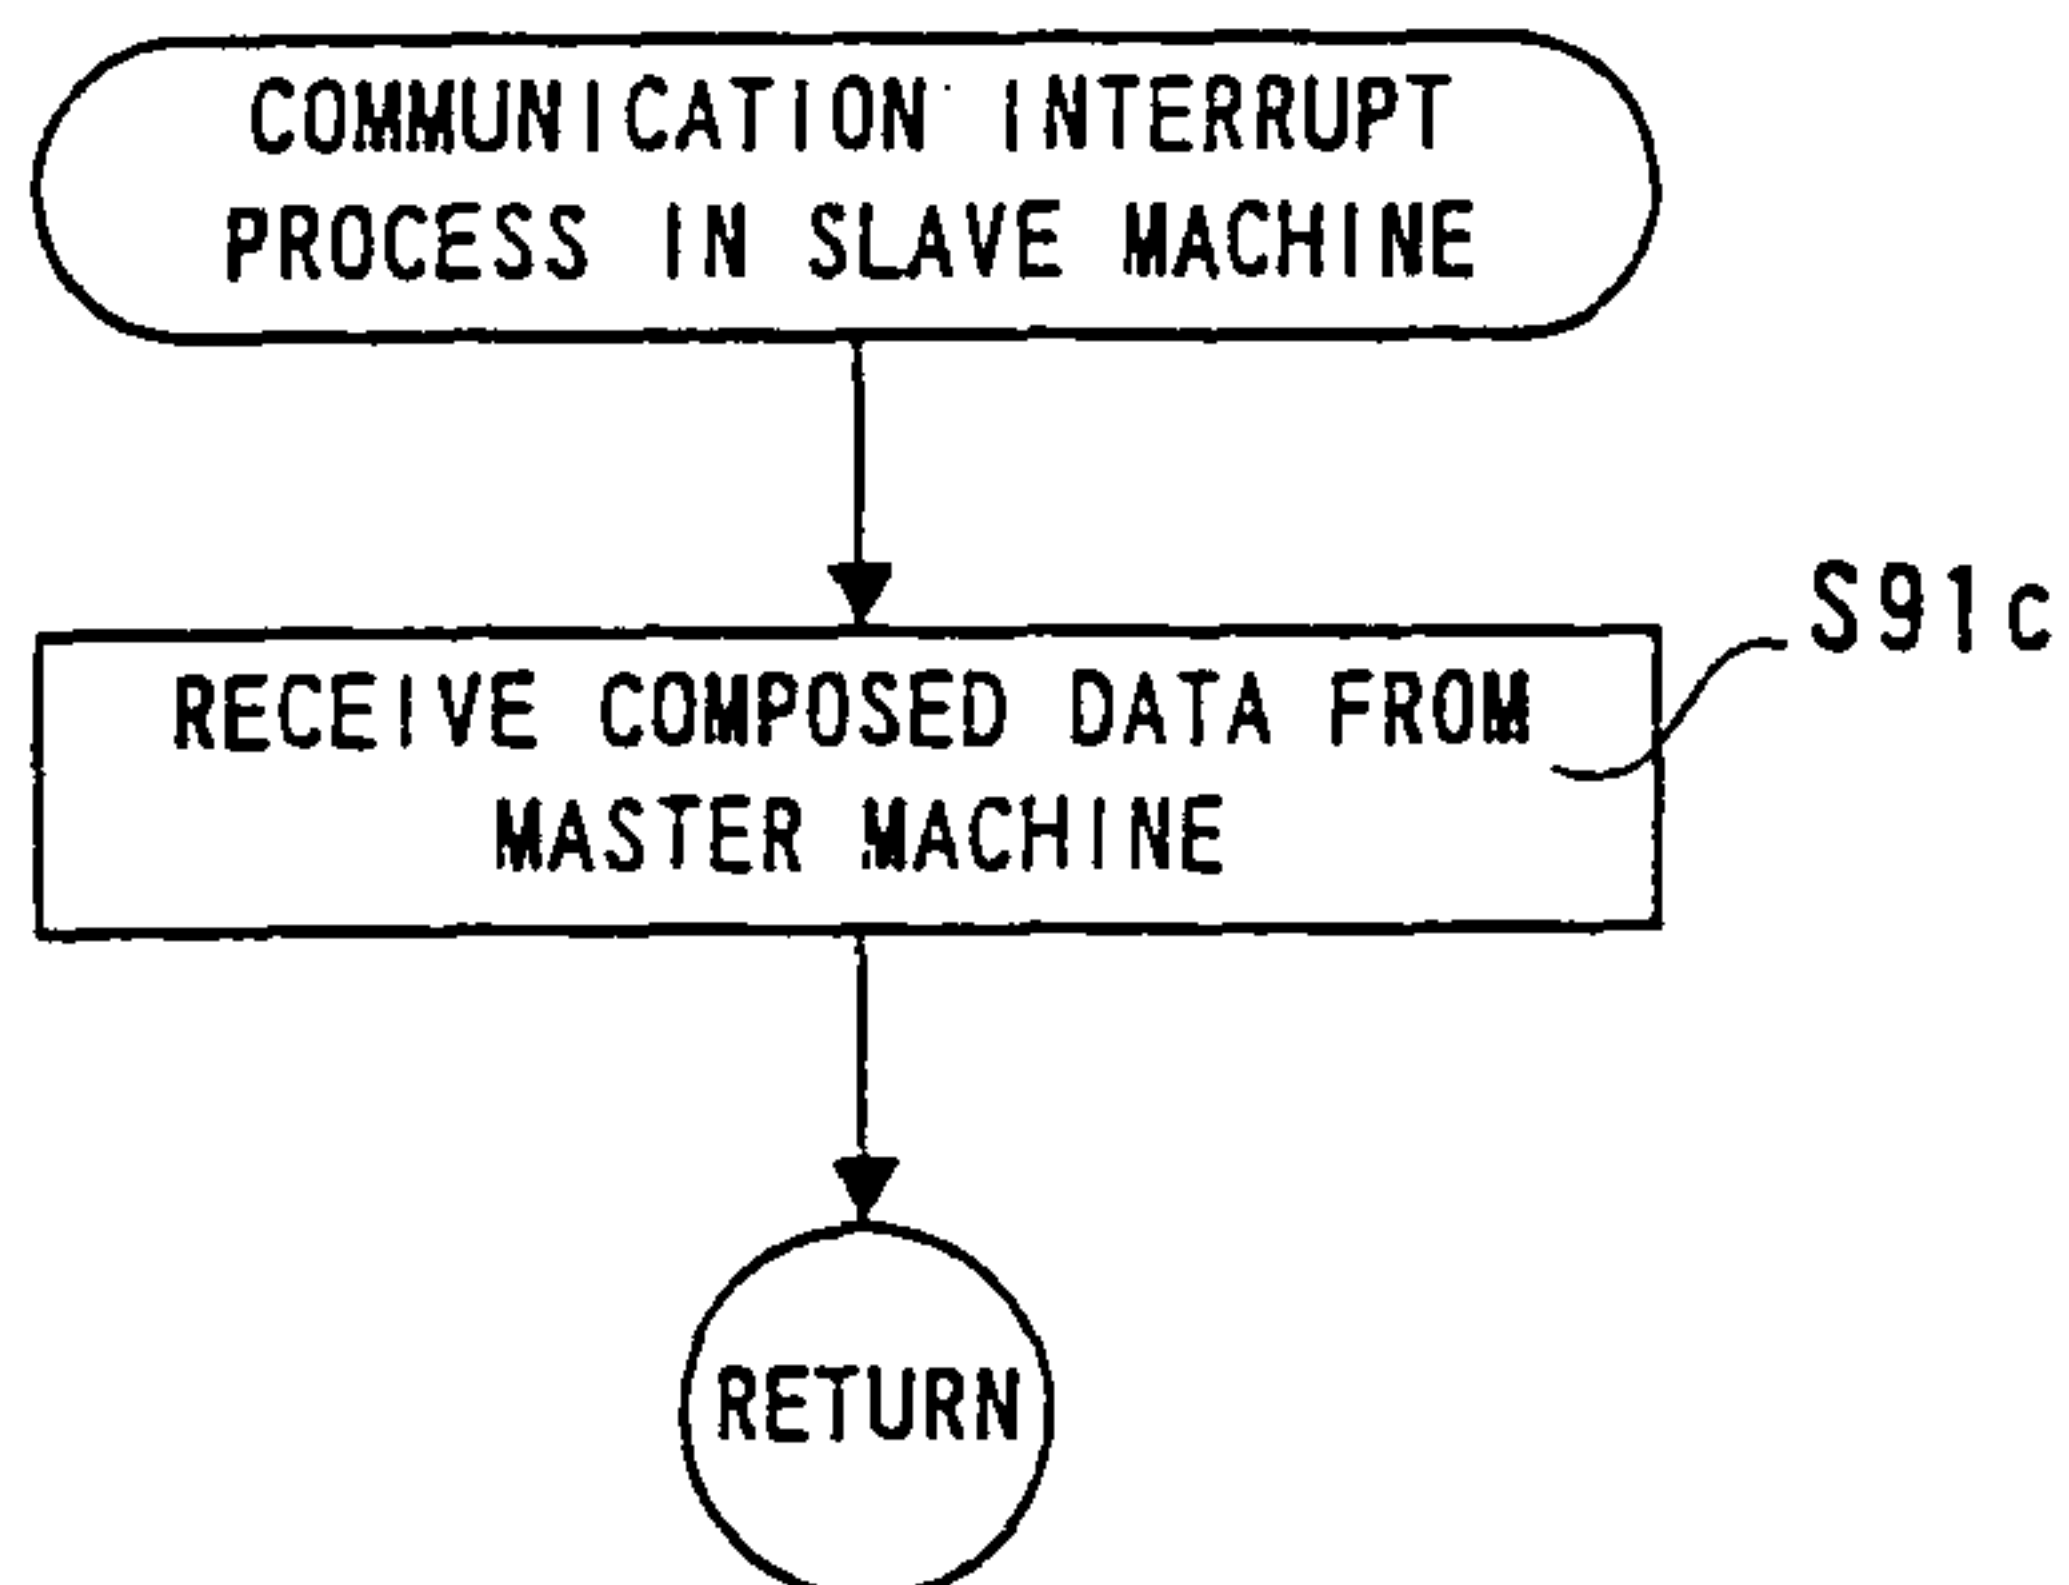 COMMUNICATION INTERRUPT
PROCESS IN SLAVE MACHINE
S91c
RECEIVE COMPOSED DATA FROM
MASTER MACHINE
RETURN